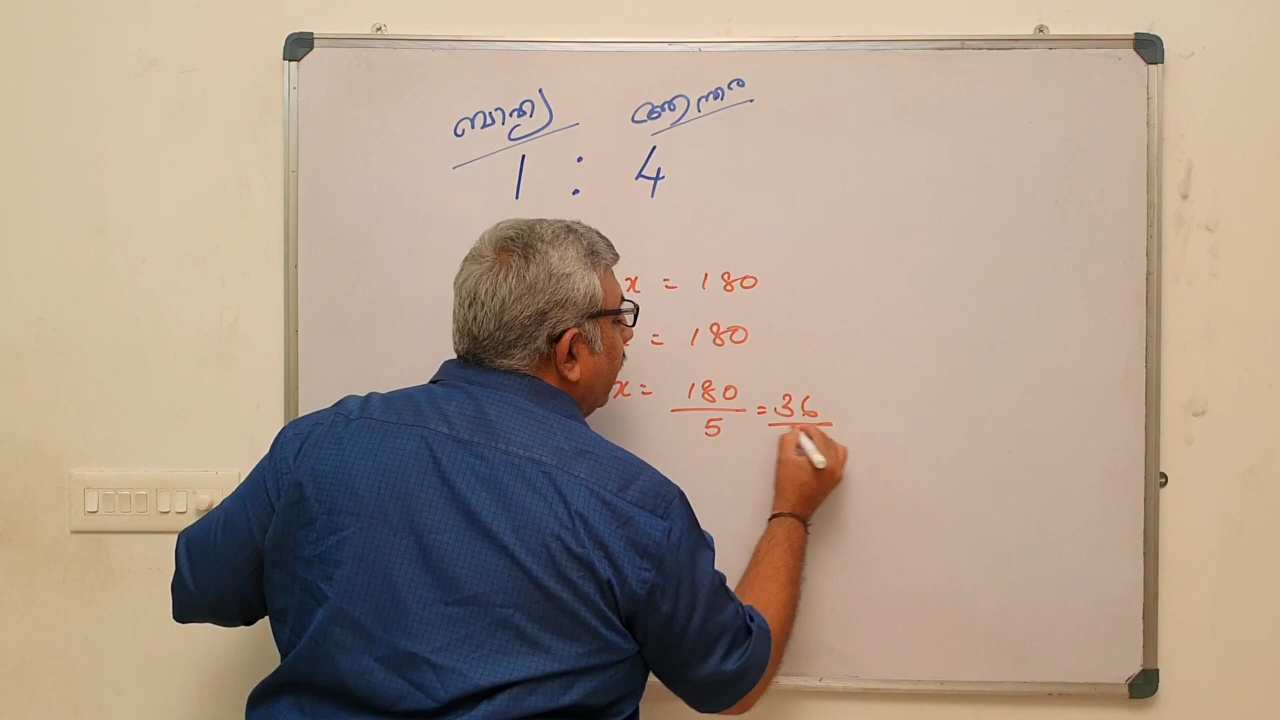 ബാഹ്യ ആന്തര
1 : 4
x = 180
= 180
x = 180/5 = 36